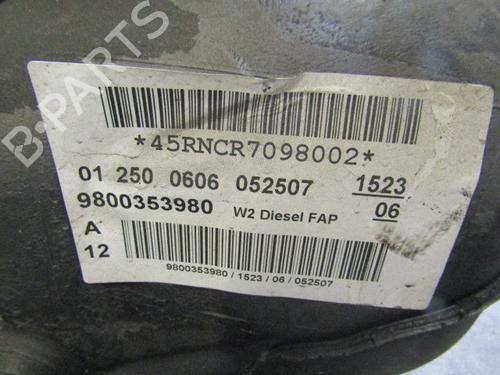 B-PARTS
*45RNCR7098002*
01 250 0606 052507 1523
9800353980 W2 Diesel FAP 06
A
12
9800353980 / 1523 / 06 / 052507